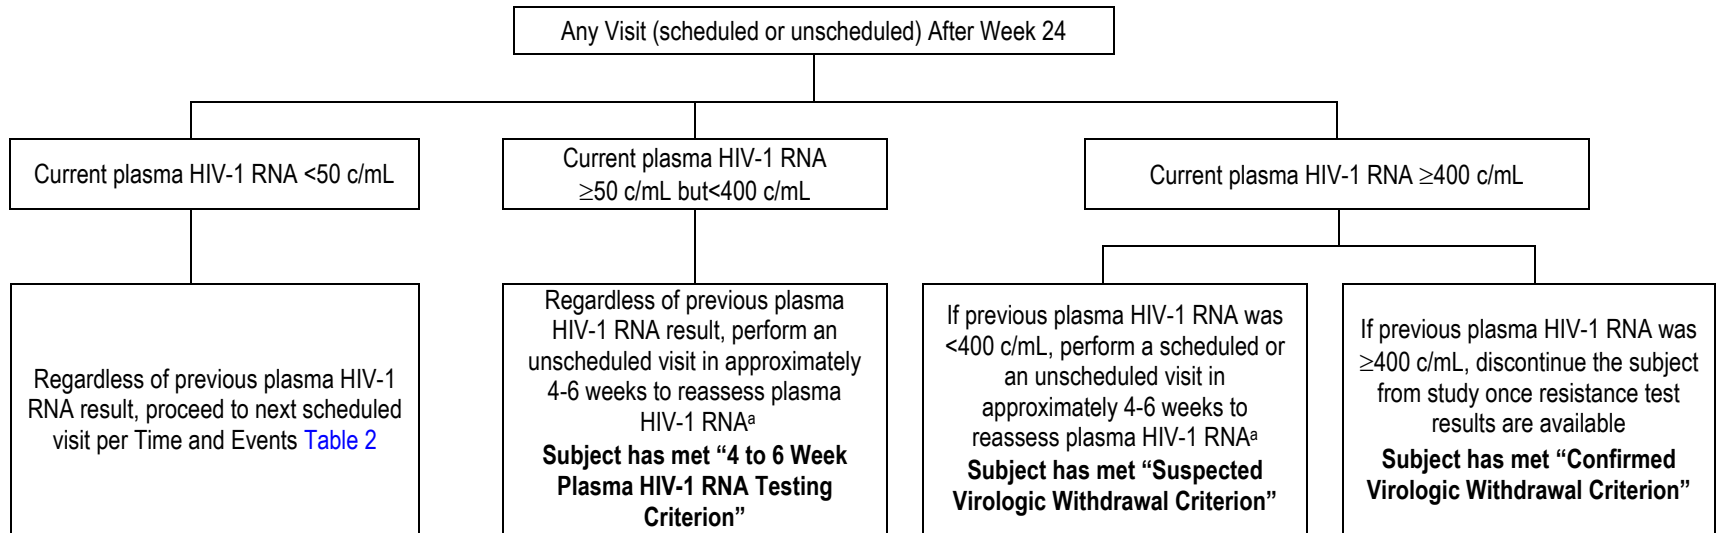 Any Visit (scheduled or unscheduled) After Week 24
Current plasma HIV-1 RNA <50 c/mL
Current plasma HIV-1 RNA
≥50 c/mL but<400 c/mL
Current plasma HIV-1 RNA ≥400 c/mL
Regardless of previous plasma HIV-1
RNA result, proceed to next scheduled
visit per Time and Events Table 2
Regardless of previous plasma
HIV-1 RNA result, perform an
unscheduled visit in approximately
4-6 weeks to reassess plasma
HIV-1 RNAᵃ
Subject has met “4 to 6 Week
Plasma HIV-1 RNA Testing
Criterion”
If previous plasma HIV-1 RNA was
<400 c/mL, perform a scheduled or
an unscheduled visit in
approximately 4-6 weeks to
reassess plasma HIV-1 RNAᵃ
Subject has met “Suspected
Virologic Withdrawal Criterion”
If previous plasma HIV-1 RNA was
≥400 c/mL, discontinue the subject
from study once resistance test
results are available
Subject has met “Confirmed
Virologic Withdrawal Criterion”